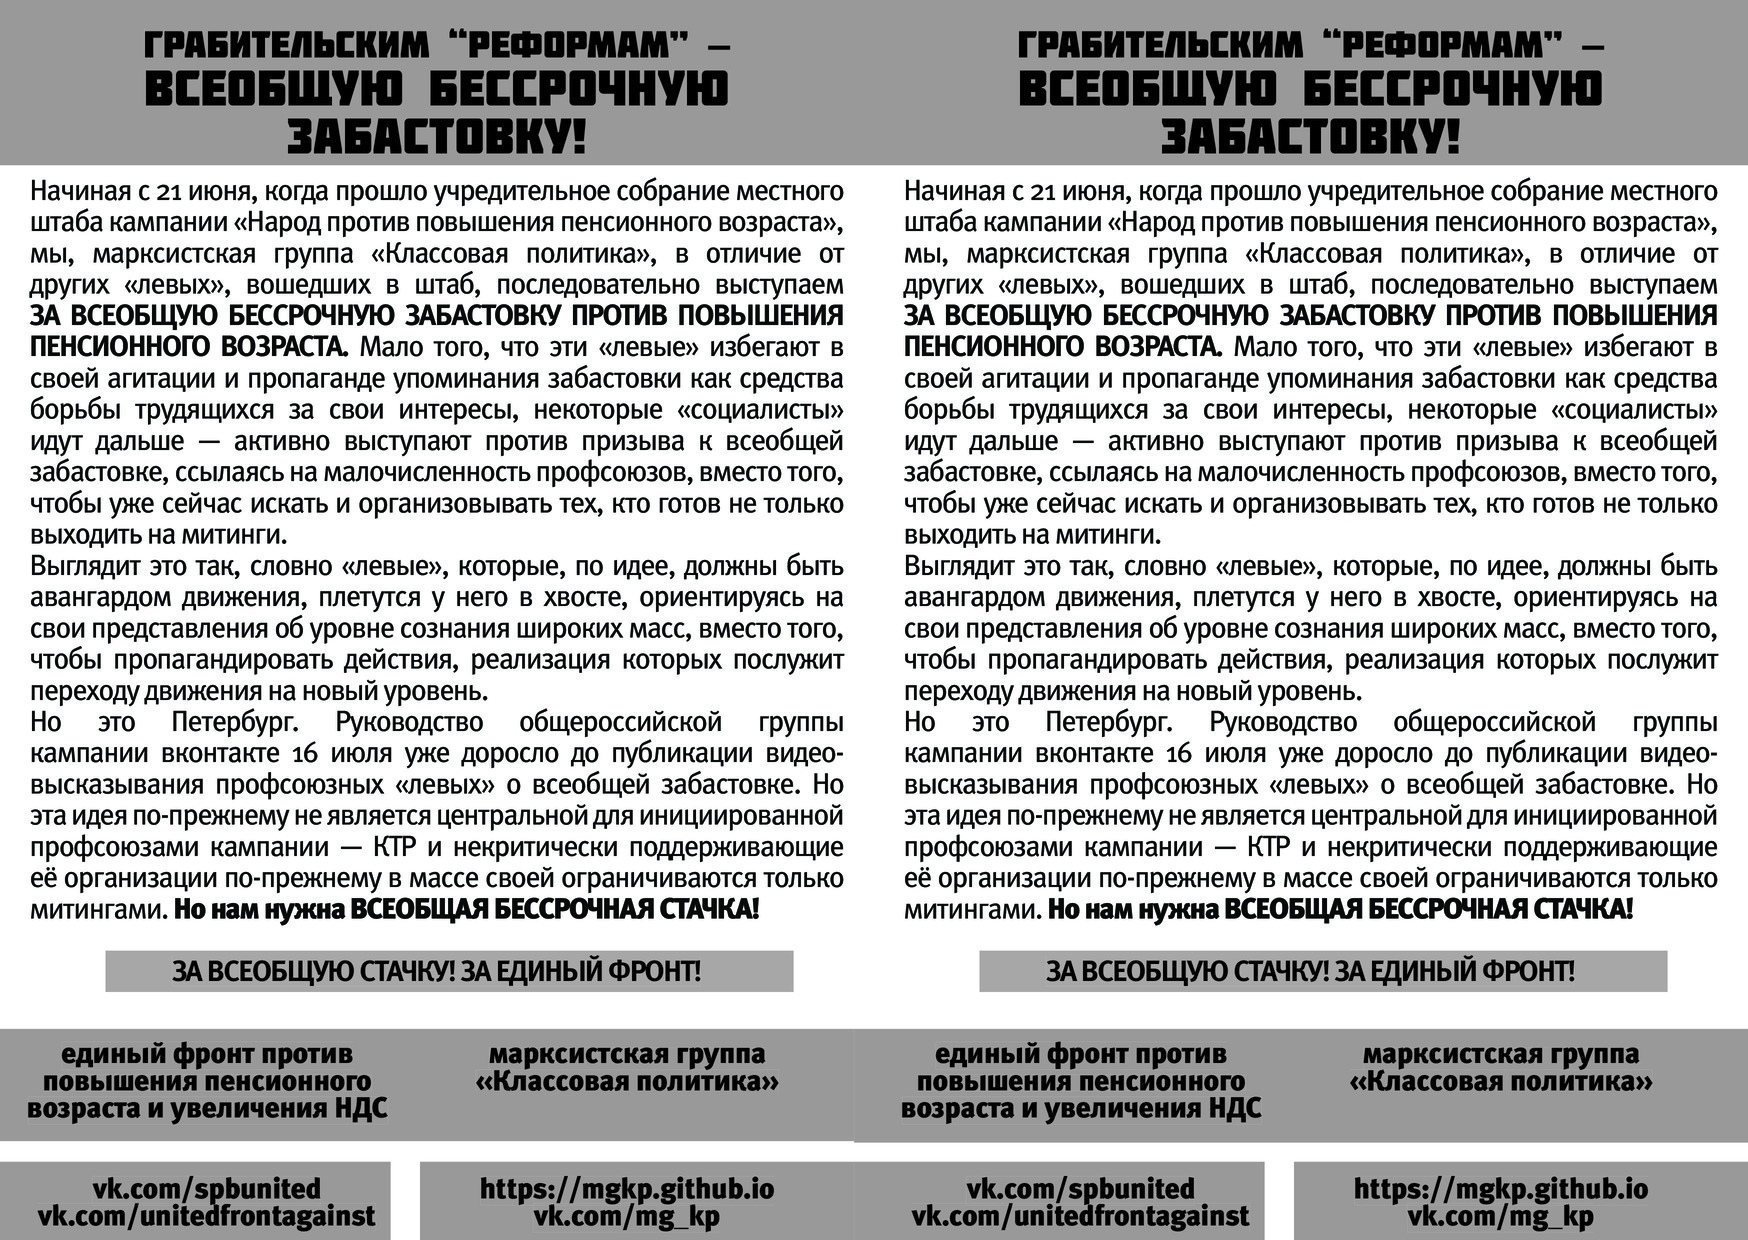 ГРАБИТЕЛЬСКИМ “РЕФОРМАМ” –
ВСЕОБЩУЮ БЕССРОЧНУЮ
ЗАБАСТОВКУ!
Начиная с 21 июня, когда прошло учредительное собрание местного
штаба кампании «Народ против повышения пенсионного возраста»,
мы, марксистская группа «Классовая политика», в отличие от
других «левых», вошедших в штаб, последовательно выступаем
ЗА ВСЕОБЩУЮ БЕССРОЧНУЮ ЗАБАСТОВКУ ПРОТИВ ПОВЫШЕНИЯ
ПЕНСИОННОГО ВОЗРАСТА. Мало того, что эти «левые» избегают в
своей агитации и пропаганде упоминания забастовки как средства
борьбы трудящихся за свои интересы, некоторые «социалисты»
идут дальше — активно выступают против призыва к всеобщей
забастовке, ссылаясь на малочисленность профсоюзов, вместо того,
чтобы уже сейчас искать и организовывать тех, кто готов не только
выходить на митинги.
Выглядит это так, словно «левые», которые, по идее, должны быть
авангардом движения, плетутся у него в хвосте, ориентируясь на
свои представления об уровне сознания широких масс, вместо того,
чтобы пропагандировать действия, реализация которых послужит
переходу движения на новый уровень.
Но это Петербург. Руководство общероссийской группы
кампании вконтакте 16 июля уже доросло до публикации видео-
высказывания профсоюзных «левых» о всеобщей забастовке. Но
эта идея по-прежнему не является центральной для инициированной
профсоюзами кампании — КТР и некритически поддерживающие
её организации по-прежнему в массе своей ограничиваются только
митингами. Но нам нужна ВСЕОБЩАЯ БЕССРОЧНАЯ СТАЧКА!
ЗА ВСЕОБЩУЮ СТАЧКУ! ЗА ЕДИНЫЙ ФРОНТ!
единый фронт против
повышения пенсионного
возраста и увеличения НДС
марксистская группа
«Классовая политика»
vk.com/spbunited
vk.com/unitedfrontagainst
https://mgkp.github.io
vk.com/mg_kp
ГРАБИТЕЛЬСКИМ “РЕФОРМАМ” –
ВСЕОБЩУЮ БЕССРОЧНУЮ
ЗАБАСТОВКУ!
Начиная с 21 июня, когда прошло учредительное собрание местного
штаба кампании «Народ против повышения пенсионного возраста»,
мы, марксистская группа «Классовая политика», в отличие от
других «левых», вошедших в штаб, последовательно выступаем
ЗА ВСЕОБЩУЮ БЕССРОЧНУЮ ЗАБАСТОВКУ ПРОТИВ ПОВЫШЕНИЯ
ПЕНСИОННОГО ВОЗРАСТА. Мало того, что эти «левые» избегают в
своей агитации и пропаганде упоминания забастовки как средства
борьбы трудящихся за свои интересы, некоторые «социалисты»
идут дальше — активно выступают против призыва к всеобщей
забастовке, ссылаясь на малочисленность профсоюзов, вместо того,
чтобы уже сейчас искать и организовывать тех, кто готов не только
выходить на митинги.
Выглядит это так, словно «левые», которые, по идее, должны быть
авангардом движения, плетутся у него в хвосте, ориентируясь на
свои представления об уровне сознания широких масс, вместо того,
чтобы пропагандировать действия, реализация которых послужит
переходу движения на новый уровень.
Но это Петербург. Руководство общероссийской группы
кампании вконтакте 16 июля уже доросло до публикации видео-
высказывания профсоюзных «левых» о всеобщей забастовке. Но
эта идея по-прежнему не является центральной для инициированной
профсоюзами кампании — КТР и некритически поддерживающие
её организации по-прежнему в массе своей ограничиваются только
митингами. Но нам нужна ВСЕОБЩАЯ БЕССРОЧНАЯ СТАЧКА!
ЗА ВСЕОБЩУЮ СТАЧКУ! ЗА ЕДИНЫЙ ФРОНТ!
единый фронт против
повышения пенсионного
возраста и увеличения НДС
марксистская группа
«Классовая политика»
vk.com/spbunited
vk.com/unitedfrontagainst
https://mgkp.github.io
vk.com/mg_kp